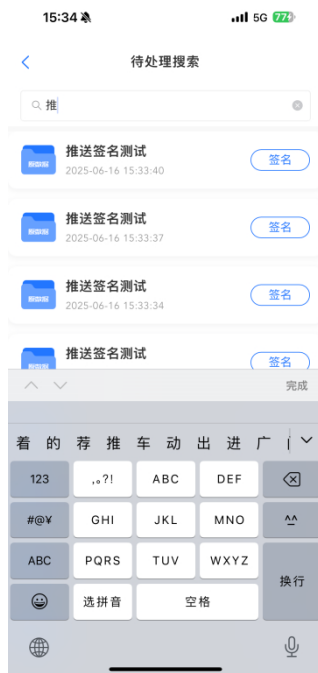 15:34 5G 77
待处理搜索
推
推送签名测试
2025-06-16 15:33:40
签名
推送签名测试
2025-06-16 15:33:37
签名
推送签名测试
2025-06-16 15:33:34
签名
推送签名测试
签名
完成
着 的 荐 推 车 动 出 进 广
123 ,。?! ABC DEF
#@¥ GHI JKL MNO ^^
ABC PQRS TUV WXYZ 换行
选拼音 空格